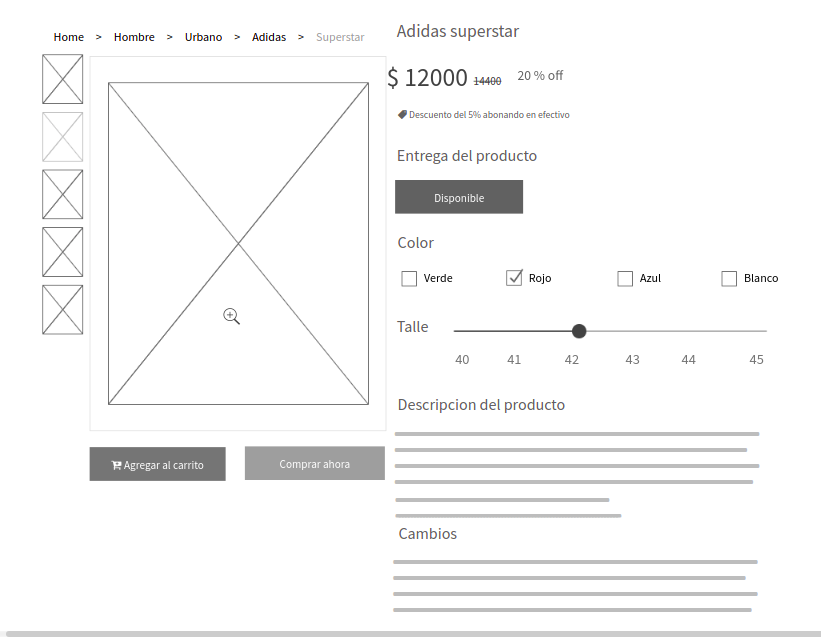 Home > Hombre > Urbano > Adidas > Superstar
Adidas superstar
$ 12000 14400 20 % off
Descuento del 5% abonando en efectivo
Entrega del producto
Disponible
Color
Verde Rojo Azul Blanco
Talle
40 41 42 43 44 45
Descripcion del producto
Agregar al carrito Comprar ahora
Cambios